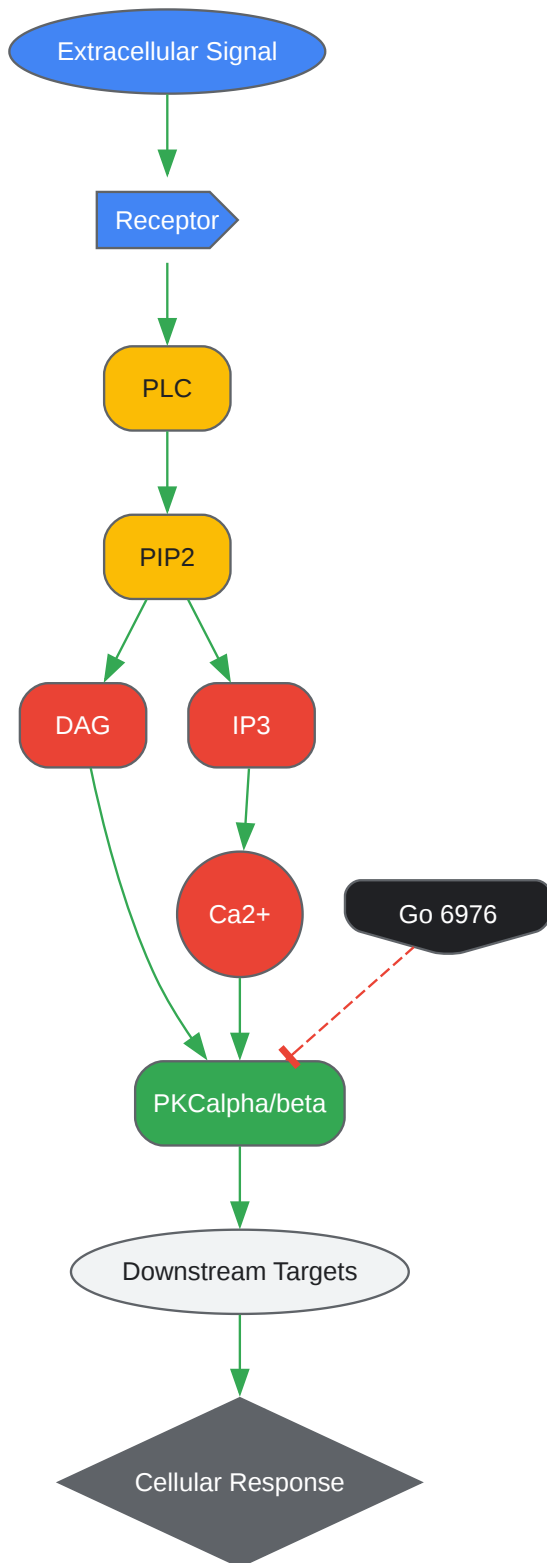 Extracellular Signal
Receptor
PLC
PIP2
DAG
IP3
Ca2+
Go 6976
PKCalpha/beta
Downstream Targets
Cellular Response